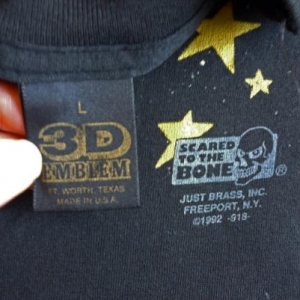 L
3D
EMBLEM
FT. WORTH, TEXAS
MADE IN U.S.A.
SCARED
TO THE
BONE ®
JUST BRASS, INC.
FREEPORT, N.Y.
©1992 -918-